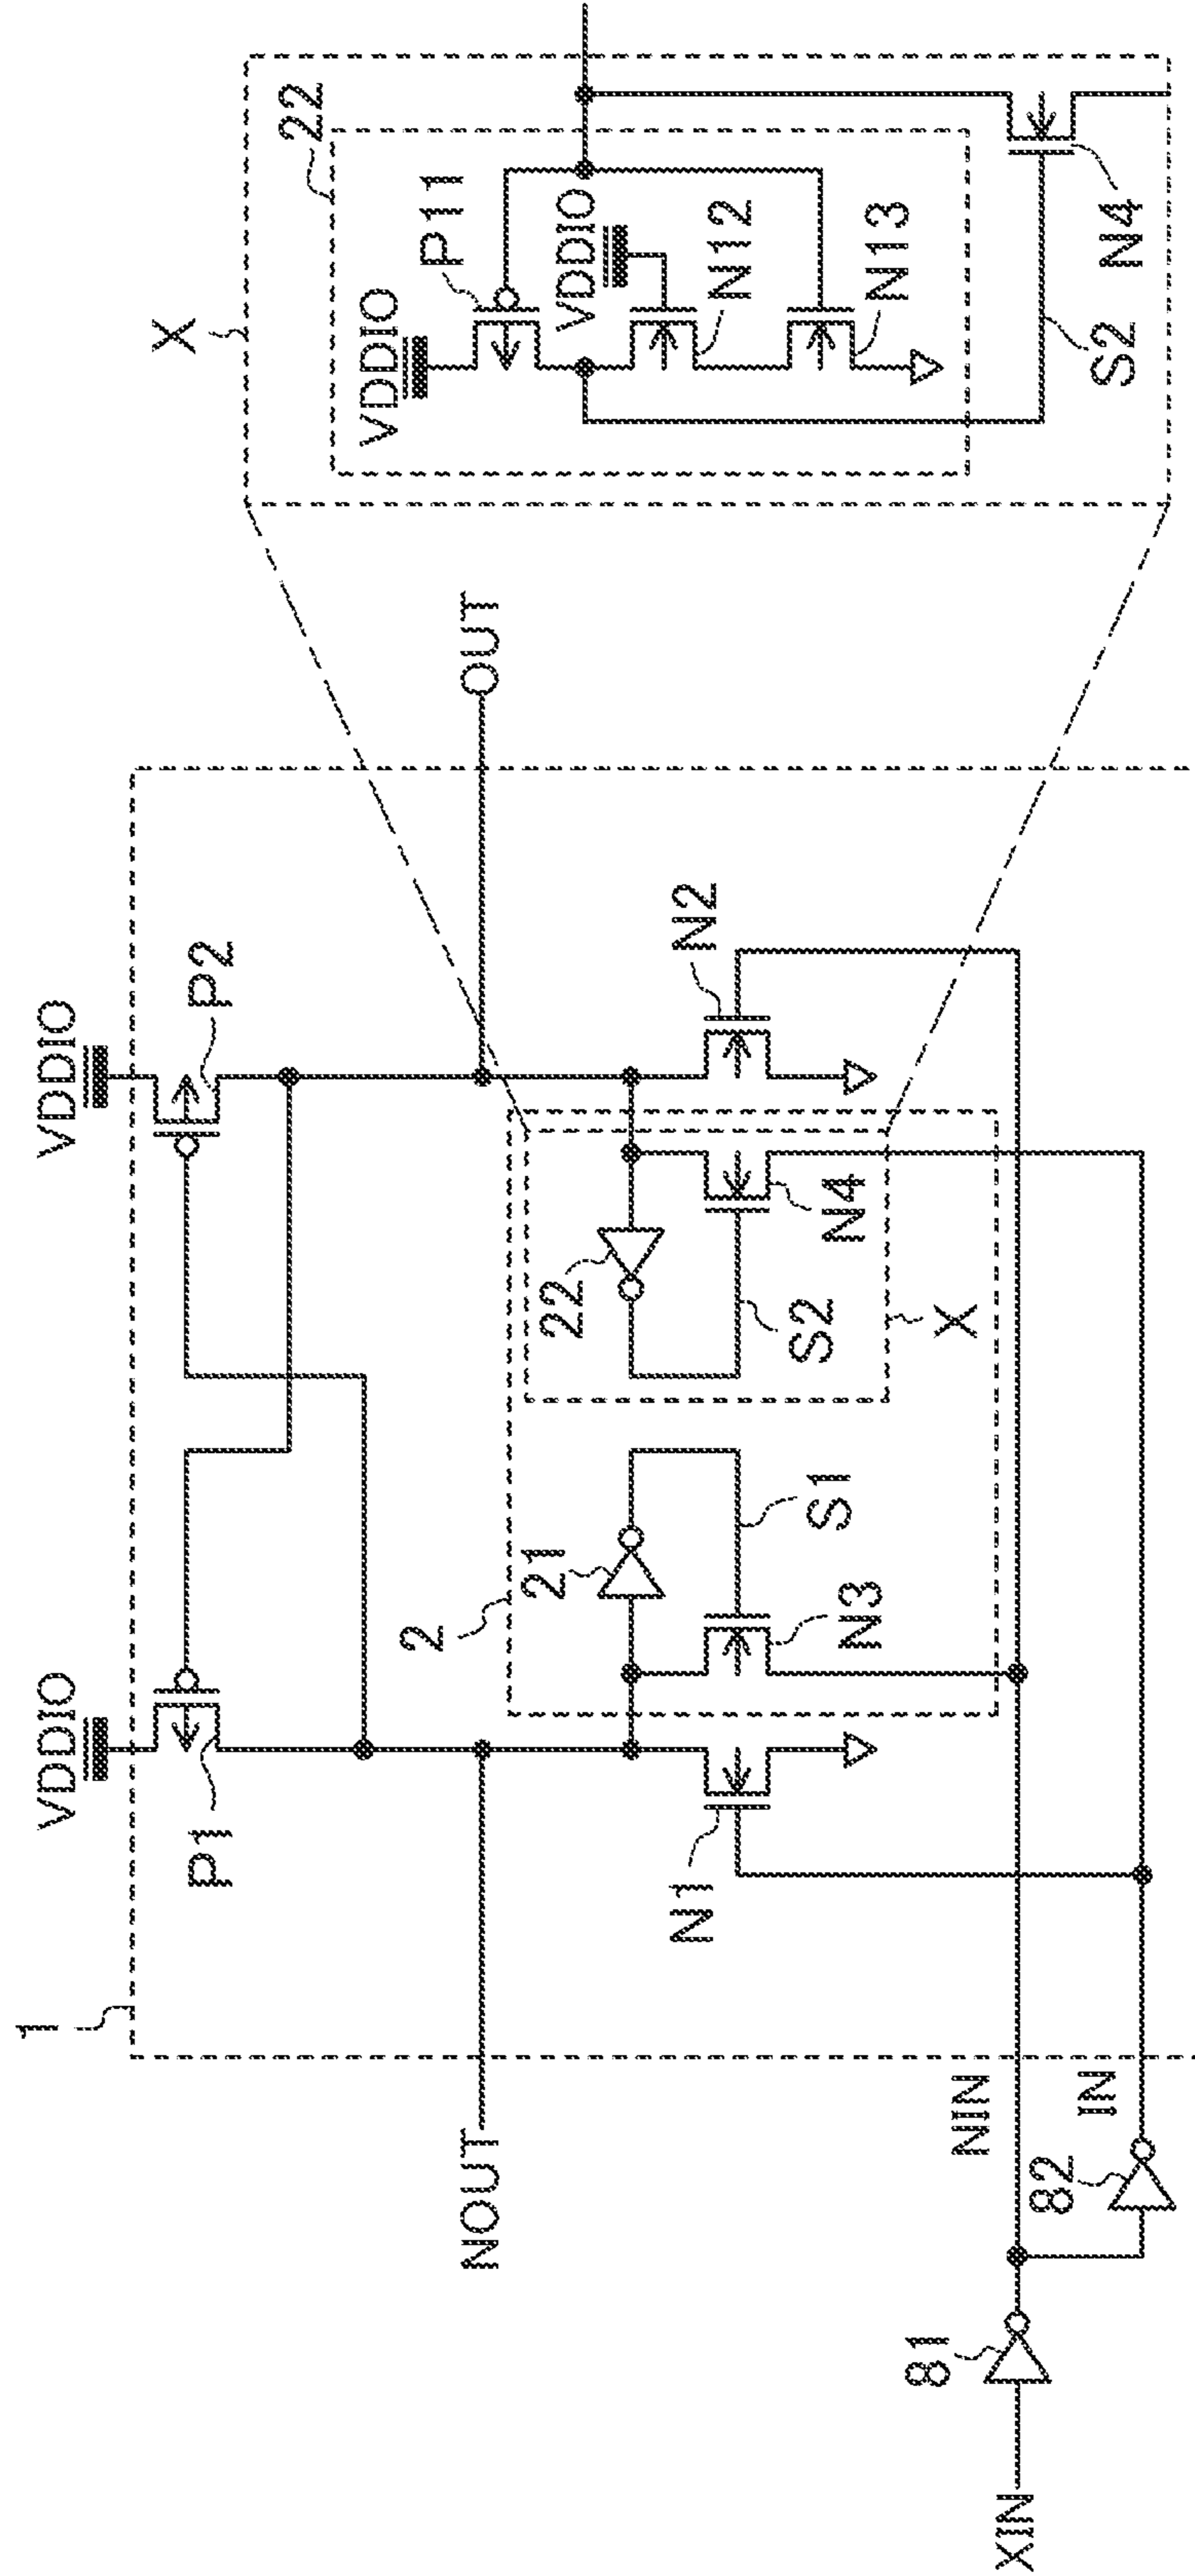 1
VDDIO
VDDIO
P1
P2
NOUT
OUT
2
21
22
N1
N3
S1
S2
N4
N2
X
XIN
81
NIN
82
IN
X
22
VDDIO
P11
VDDIO
N12
N13
S2
N4